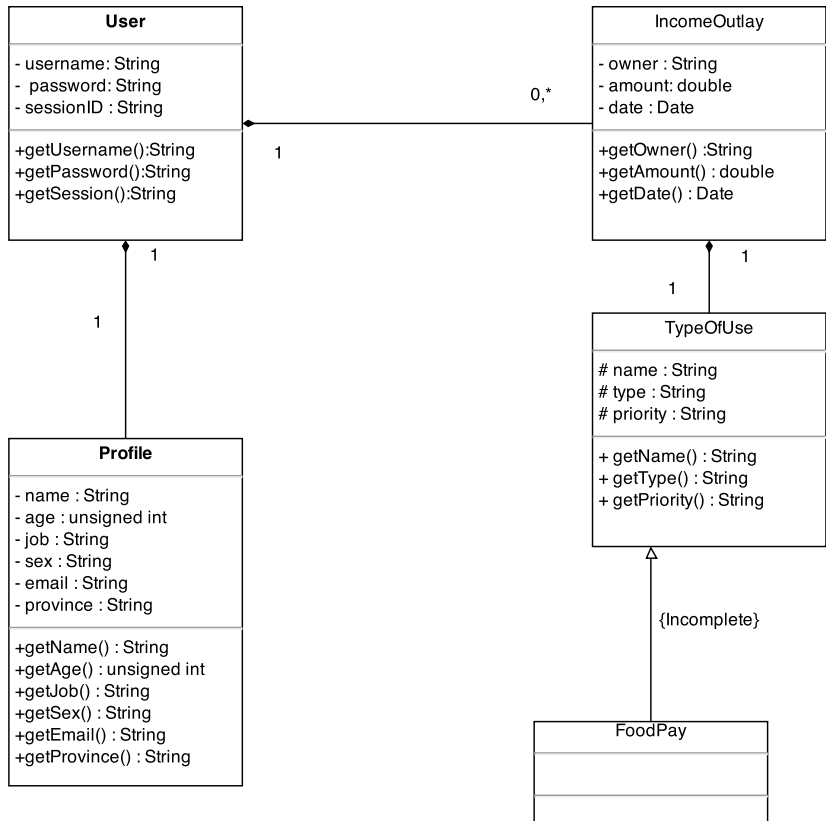 User
- username: String
-  password: String
- sessionID : String
+getUsername():String
+getPassword():String
+getSession():String
1
0,*
IncomeOutlay
- owner : String
- amount: double
- date : Date
+getOwner() :String
+getAmount() : double
+getDate() : Date
1
1
1
1
TypeOfUse
# name : String
# type : String
# priority : String
+ getName() : String
+ getType() : String
+ getPriority() : String
Profile
- name : String
- age : unsigned int
- job : String
- sex : String
- email : String
- province : String
+getName() : String
+getAge() : unsigned int
+getJob() : String
+getSex() : String
+getEmail() : String
+getProvince() : String
{Incomplete}
FoodPay